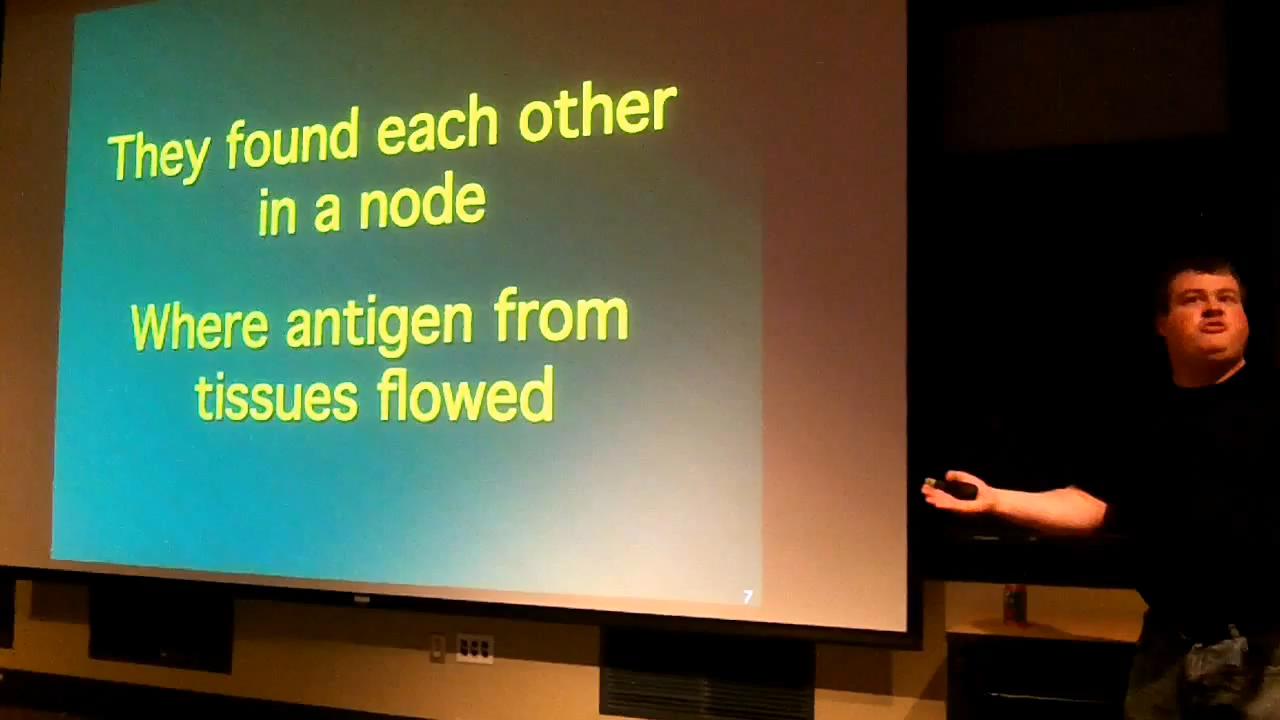 They found each other
in a node
Where antigen from
tissues flowed
7